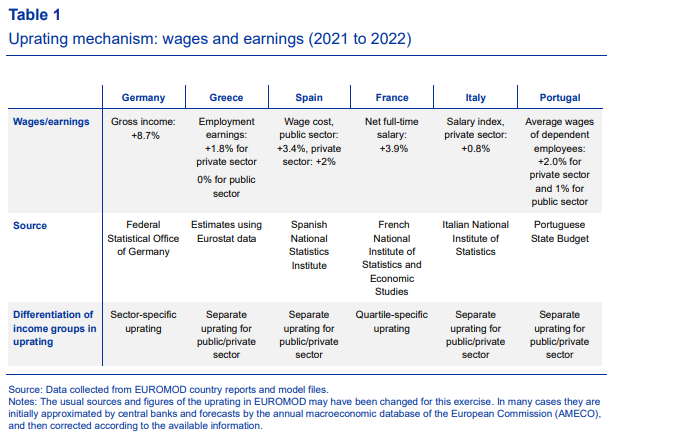 Table 1
Uprating mechanism: wages and earnings (2021 to 2022)
Germany Greece Spain France Italy Portugal
Wages/earnings
Gross income:
+8.7%
Employment
earnings:
+1.8% for
private sector
0% for public
sector
Wage cost,
public sector:
+3.4%, private
sector: +2%
Net full-time
salary:
+3.9%
Salary index,
private sector:
+0.8%
Average wages
of dependent
employees:
+2.0% for
private sector
and 1% for
public sector
Source
Federal
Statistical Office
of Germany
Estimates using
Eurostat data
Spanish
National
Statistics
Institute
French
National
Institute of
Statistics and
Economic
Studies
Italian National
Institute of
Statistics
Portuguese
State Budget
Differentiation of
income groups in
uprating
Sector-specific
uprating
Separate
uprating for
public/private
sector
Separate
uprating for
public/private
sector
Quartile-specific
uprating
Separate
uprating for
public/private
sector
Separate
uprating for
public/private
sector
Source: Data collected from EUROMOD country reports and model files.
Notes: The usual sources and figures of the uprating in EUROMOD may have been changed for this exercise. In many cases they are
initially approximated by central banks and forecasts by the annual macroeconomic database of the European Commission (AMECO),
and then corrected according to the available information.